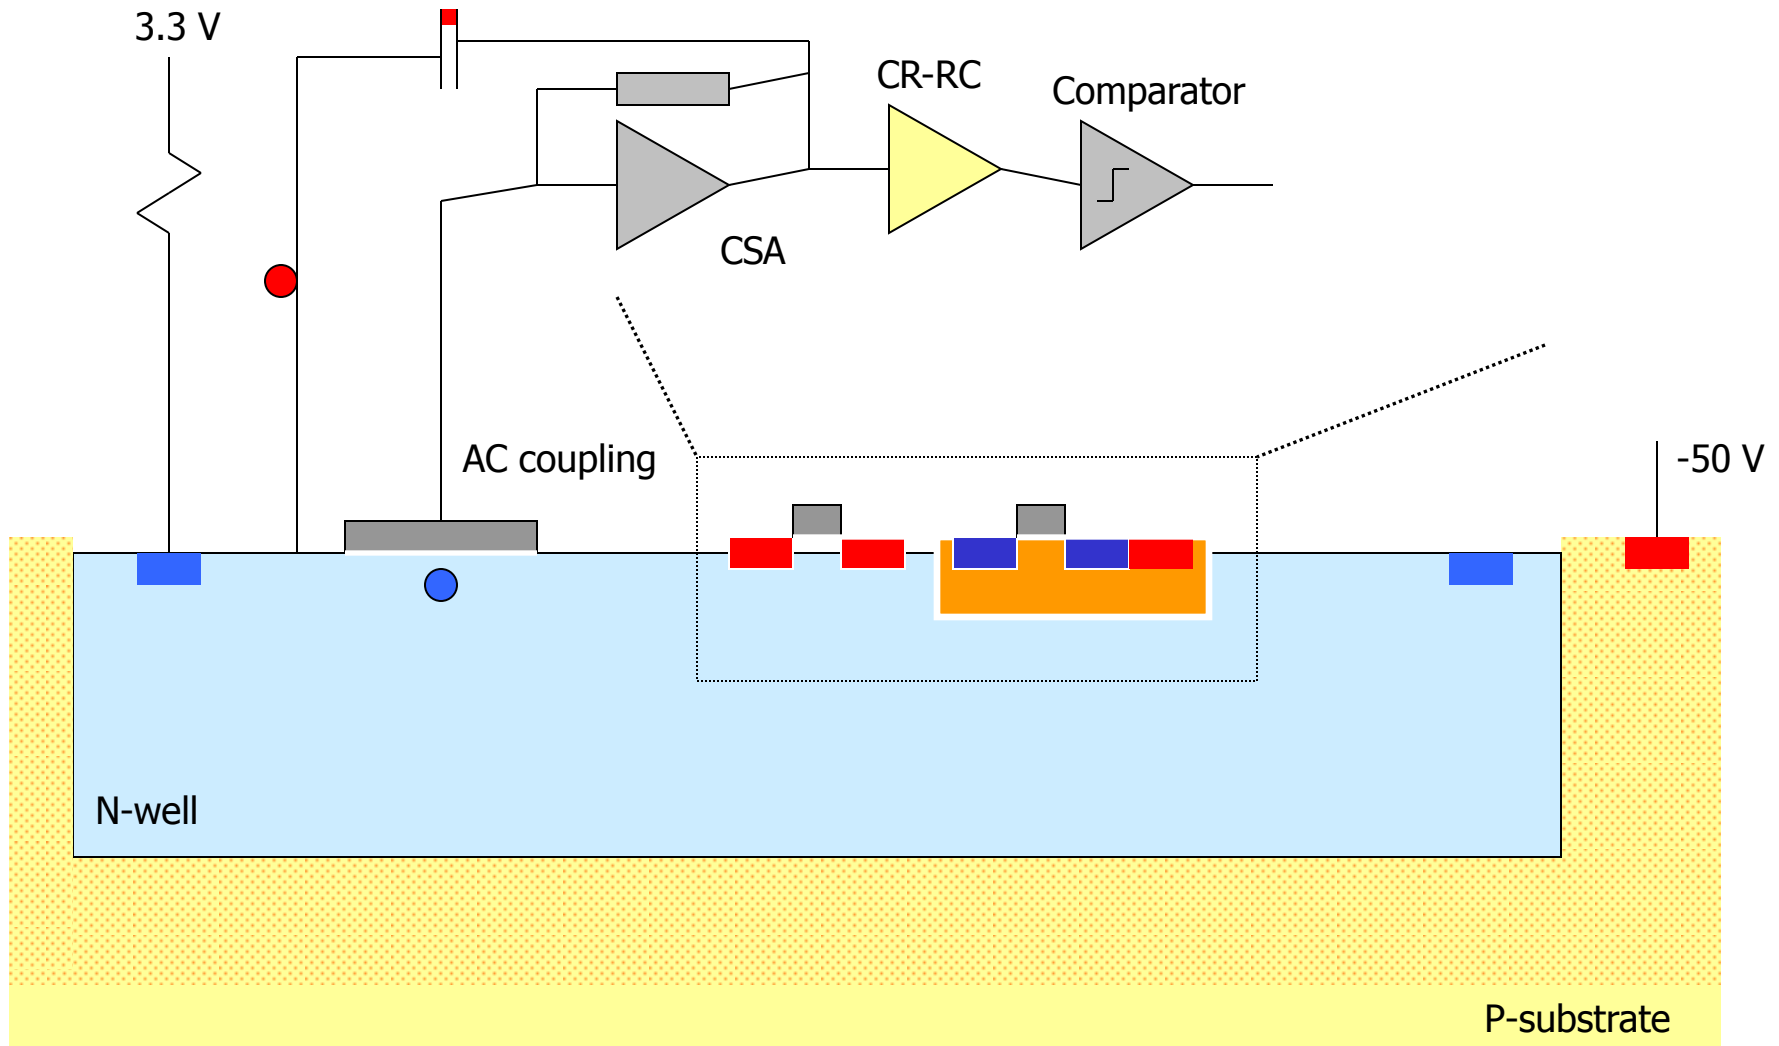 3.3 V
CR-RC
Comparator
CSA
AC coupling
-50 V
N-well
P-substrate